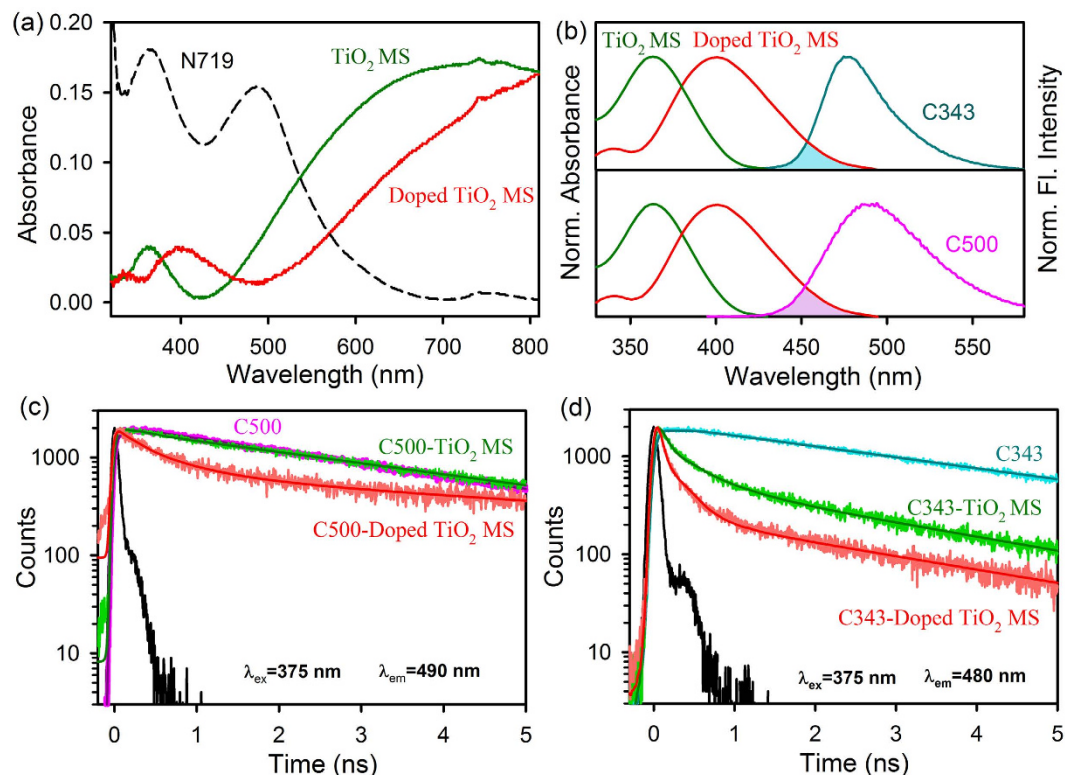 (a)
0.20
0.15
0.10
0.05
0.00
Absorbance
N719
TiO₂ MS
Doped TiO₂ MS
400 500 600 700 800
Wavelength (nm)
(b)
TiO₂ MS Doped TiO₂ MS
C343
C500
Norm. Absorbance
Norm. Fl. Intensity
350 400 450 500 550
Wavelength (nm)
(c)
1000
100
10
Counts
C500
C500-TiO₂ MS
C500-Doped TiO₂ MS
λex=375 nm λem=490 nm
0 1 2 3 4 5
Time (ns)
(d)
1000
100
10
Counts
C343
C343-TiO₂ MS
C343-Doped TiO₂ MS
λex=375 nm λem=480 nm
0 1 2 3 4 5
Time (ns)